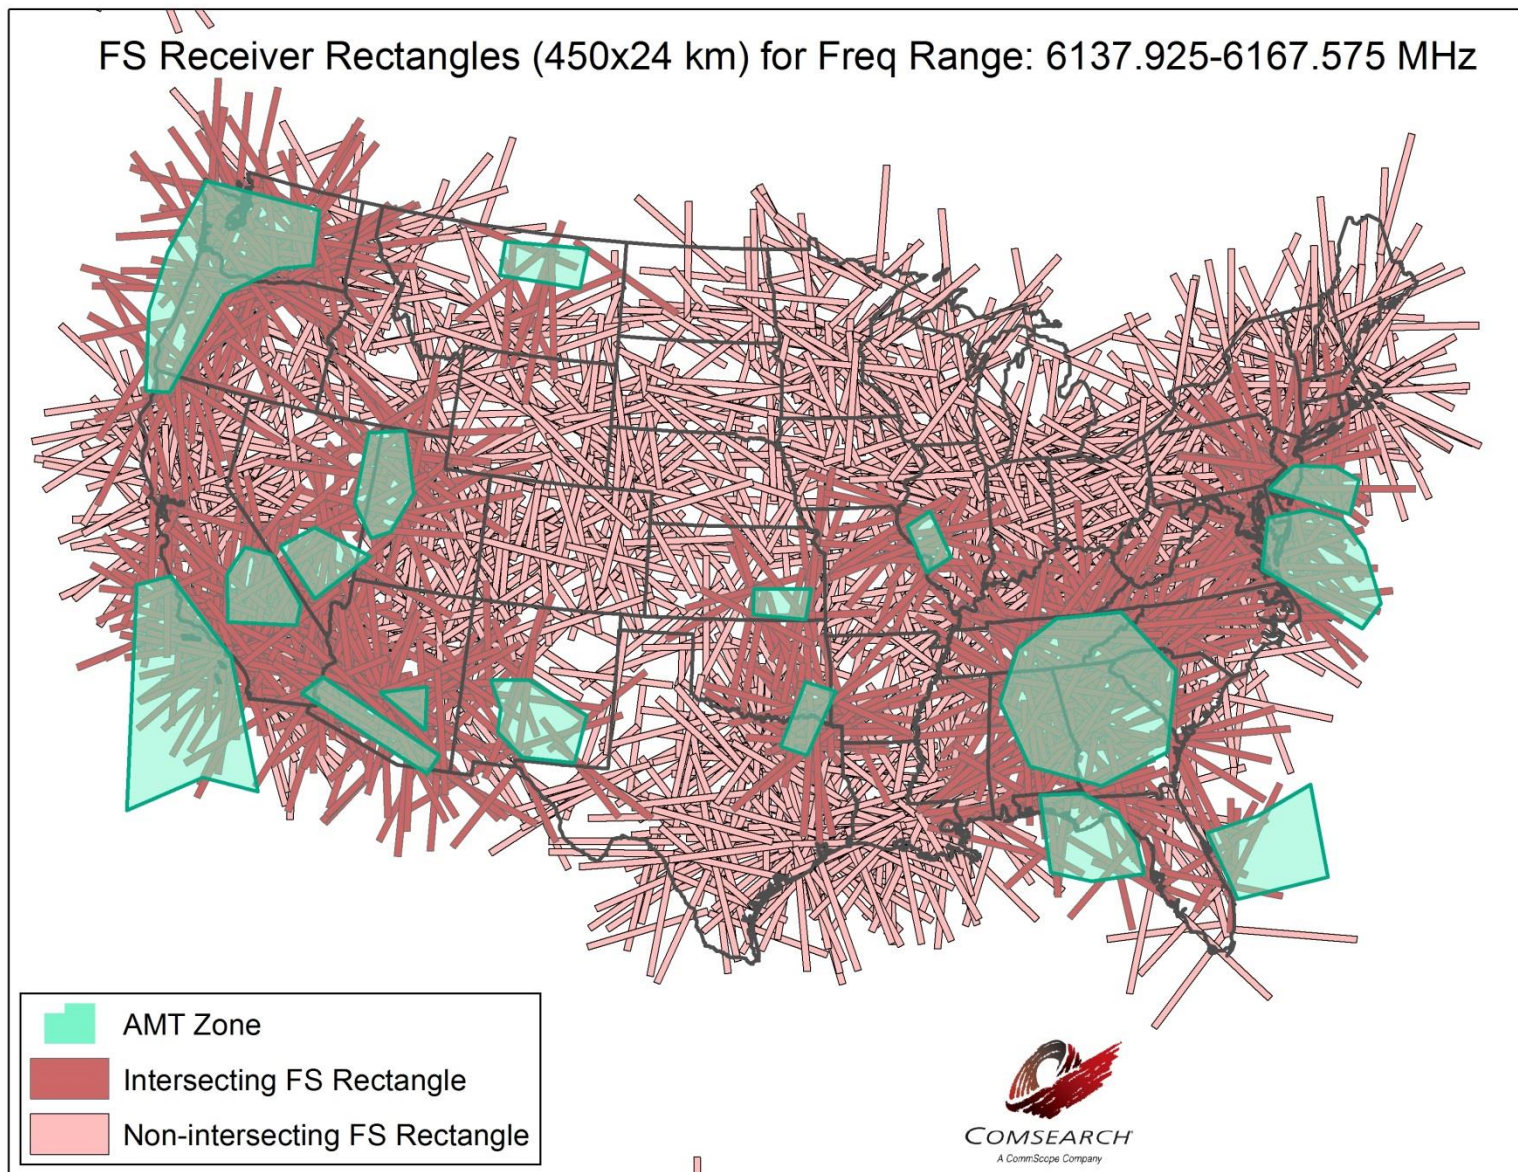 FS Receiver Rectangles (450x24 km) for Freq Range: 6137.925-6167.575 MHz
AMT Zone
Intersecting FS Rectangle
Non-intersecting FS Rectangle
COMSEARCH
A CommScope Company